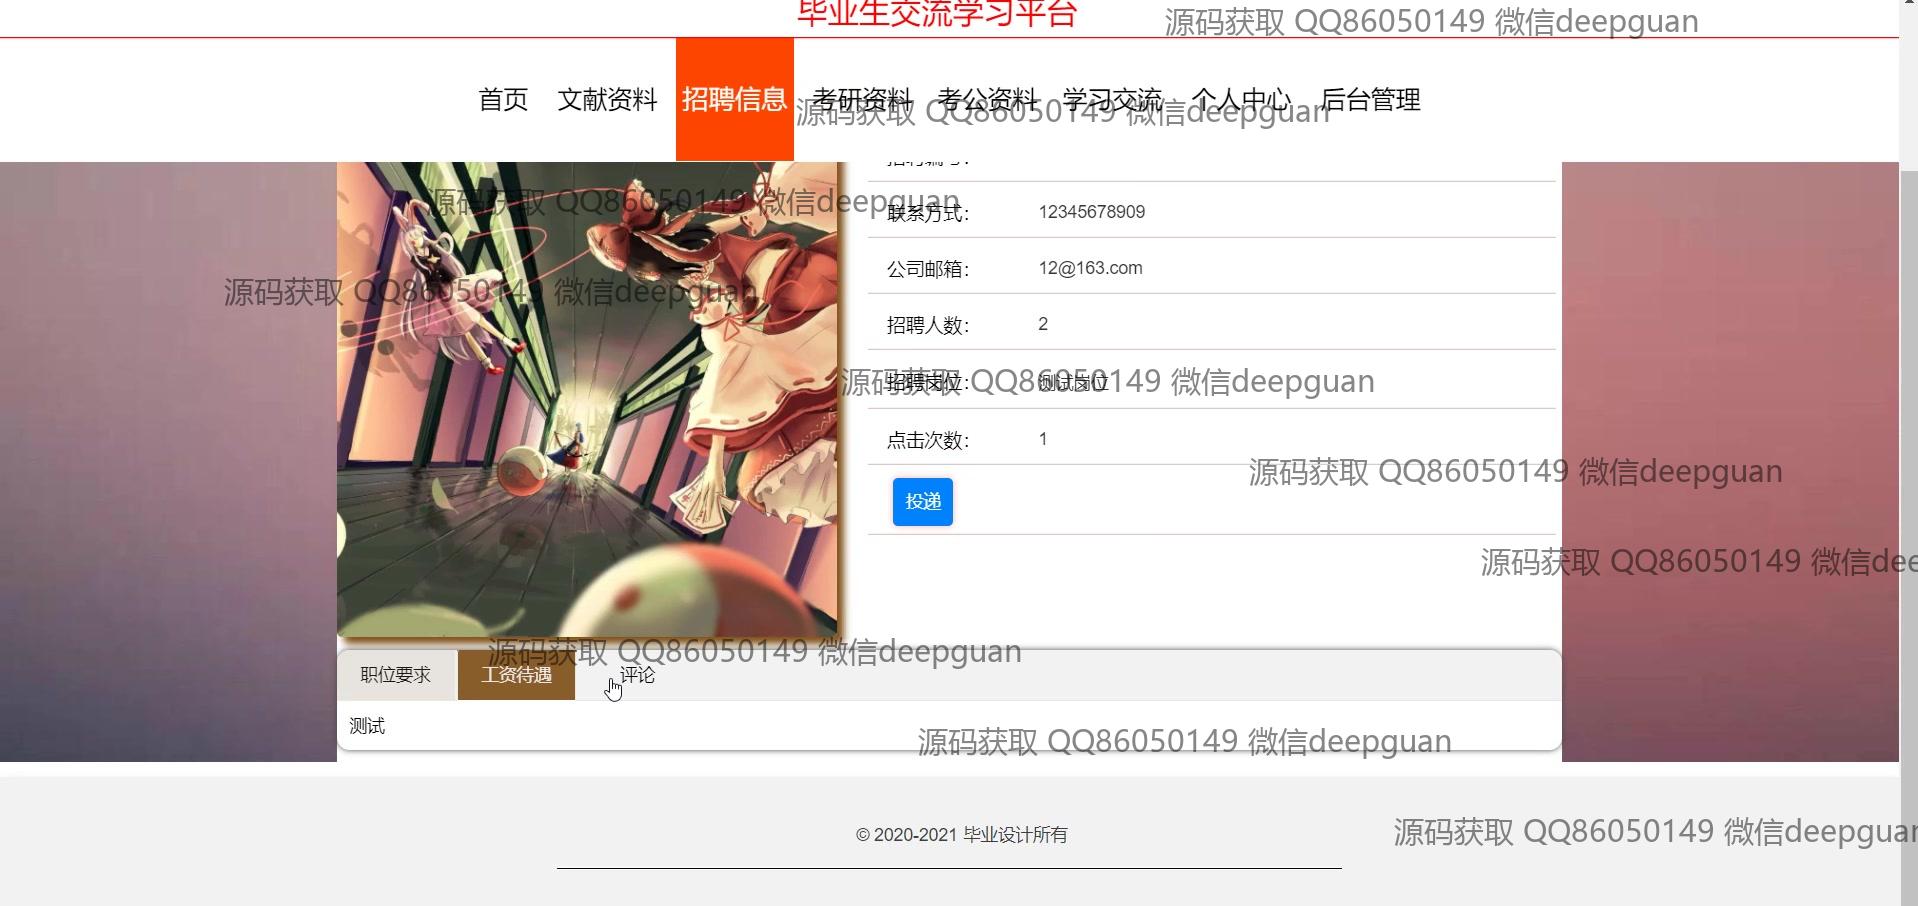 毕业生交流学习平台
源码获取 QQ86050149 微信deepguan
首页 文献资料 招聘信息 考研资料 考公资料 学习交流 个人中心 后台管理
源码获取 QQ86050149 微信deepguan
招聘编号：
源码获取 QQ86050149 微信deepguan
联系方式： 12345678909
公司邮箱： 12@163.com
源码获取 QQ86050149 微信deepguan
招聘人数： 2
招聘岗位： 测试岗位
源码获取 QQ86050149 微信deepguan
点击次数： 1
源码获取 QQ86050149 微信deepguan
投递
源码获取 QQ86050149 微信dee
源码获取 QQ86050149 微信deepguan
职位要求 工资待遇 评论
测试
源码获取 QQ86050149 微信deepguan
© 2020-2021 毕业设计所有
源码获取 QQ86050149 微信deepguan